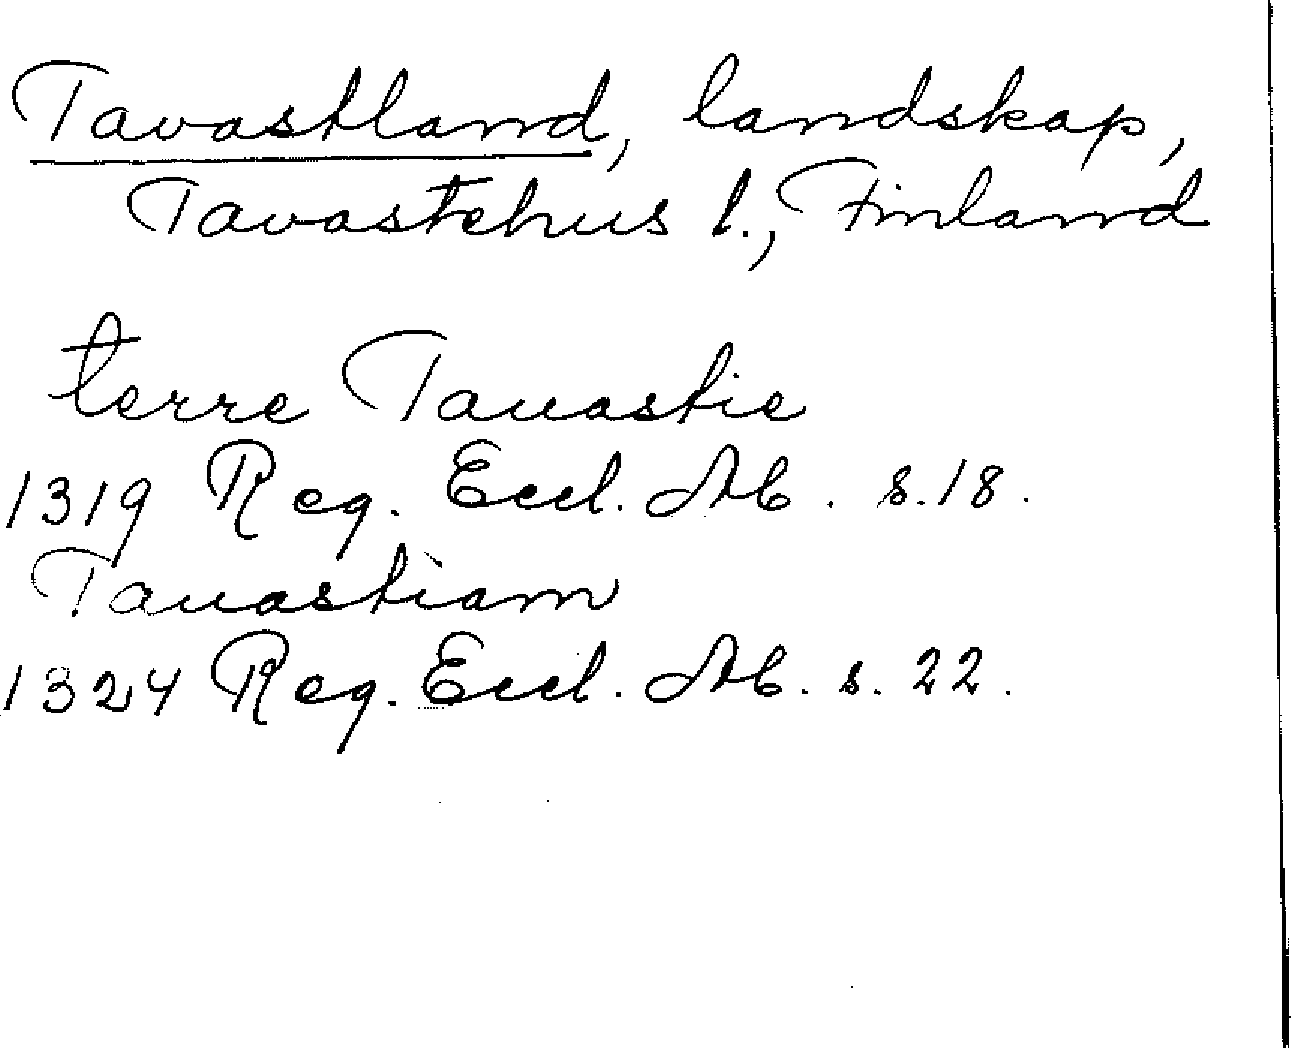 Tavastland, landskap,
Tavastehus l., Finland
terre Tauastie
1319 Reg. Eccl. Ab. s. 18.
Tauastiam
1324 Reg. Eccl. Ab. s. 22.